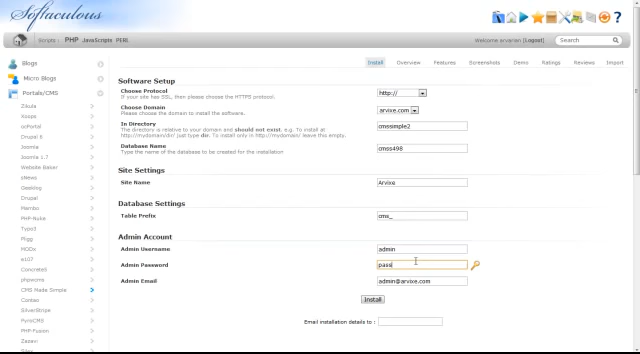 Softaculous
Scripts : PHP JavaScripts PERL
Welcome arvanian [Logout]
Search
Blogs
Micro Blogs
Portals/CMS
Zikula
Xoops
ocPortal
Drupal 6
Joomla
Joomla 1.7
Website Baker
sNews
Geeklog
Drupal
Mambo
PHP-Nuke
Typo3
Pligg
MODx
e107
Concrete5
phpwcms
CMS Made Simple
Contao
SilverStripe
PyroCMS
PHP-Fusion
Zazavi
Install Overview Features Screenshots Demo Ratings Reviews Import
Software Setup
Choose Protocol
If your site has SSL, then please choose the HTTPS protocol.
http://
Choose Domain
Please choose the domain to install the software.
arvixe.com
In Directory
The directory is relative to your domain and should not exist. e.g. To install at
http://mydomain/dir/ just type dir. To install only in http://mydomain/ leave this empty.
cmssimple2
Database Name
Type the name of the database to be created for the installation
cmss498
Site Settings
Site Name
Arvixe
Database Settings
Table Prefix
cms_
Admin Account
Admin Username
admin
Admin Password
pass
Admin Email
admin@arvixe.com
Install
Email installation details to :